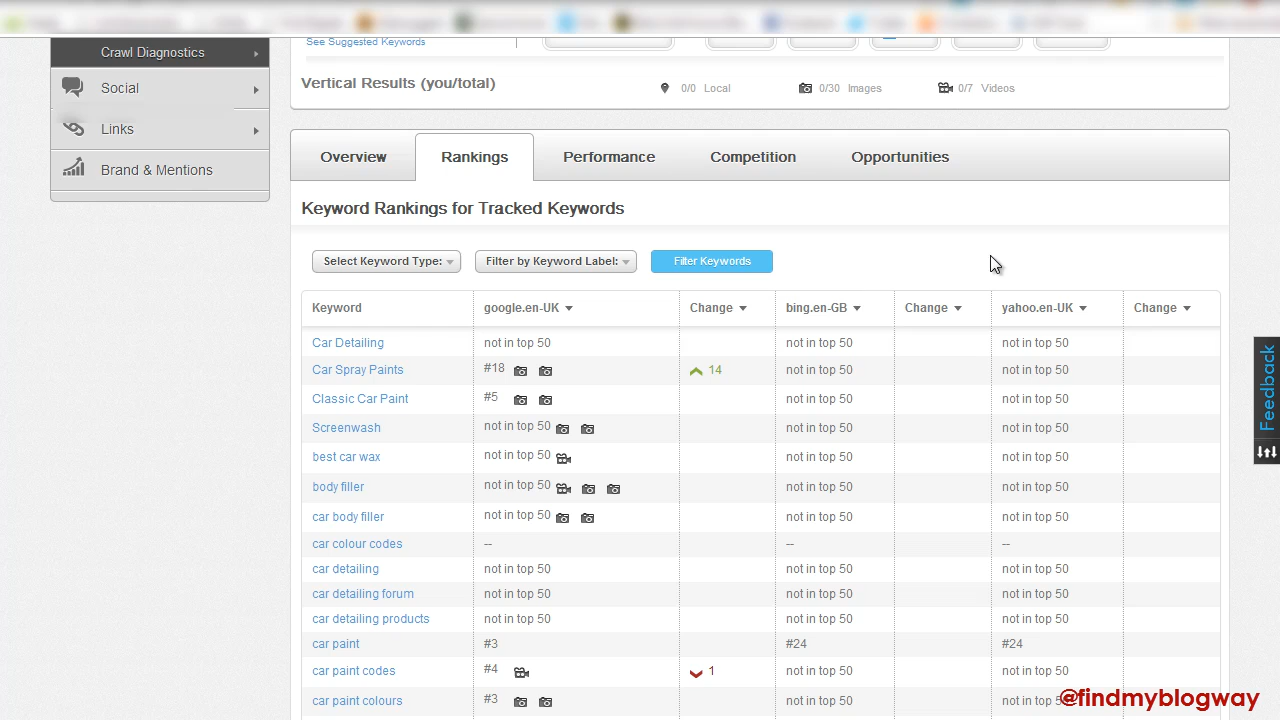 Crawl Diagnostics
Social
Links
Brand & Mentions
See Suggested Keywords
Vertical Results (you/total)
0/0 Local
0/30 Images
0/7 Videos
Overview
Rankings
Performance
Competition
Opportunities
Keyword Rankings for Tracked Keywords
Select Keyword Type:
Filter by Keyword Label:
Filter Keywords
Keyword google.en-UK Change bing.en-GB Change yahoo.en-UK Change
Car Detailing not in top 50 not in top 50 not in top 50
Car Spray Paints #18 14 not in top 50 not in top 50
Classic Car Paint #5 not in top 50 not in top 50
Screenwash not in top 50 not in top 50 not in top 50
best car wax not in top 50 not in top 50 not in top 50
body filler not in top 50 not in top 50 not in top 50
car body filler not in top 50 not in top 50 not in top 50
car colour codes -- -- --
car detailing not in top 50 not in top 50 not in top 50
car detailing forum not in top 50 not in top 50 not in top 50
car detailing products not in top 50 not in top 50 not in top 50
car paint #3 #24 #24
car paint codes #4 1 not in top 50 not in top 50
car paint colours #3 not in top 50 not in top 50
Feedback
@findmyblogway